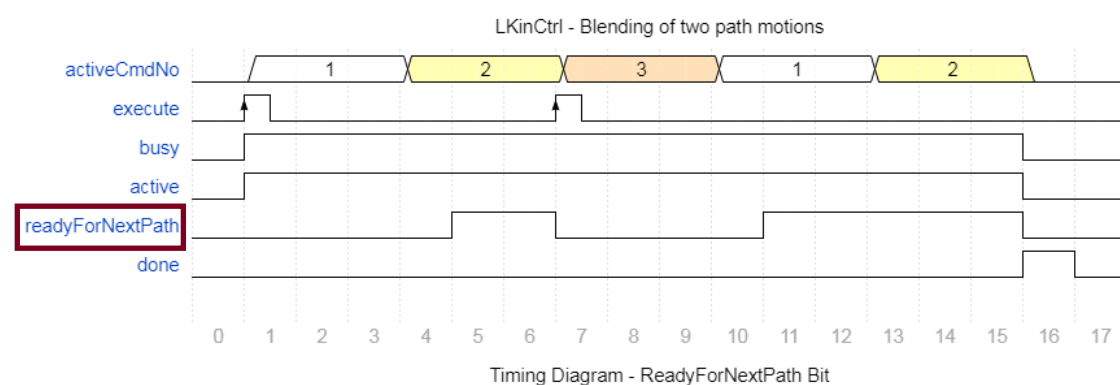 LKinCtrl - Blending of two path motions
activeCmdNo 1 2 3 1 2
execute
busy
active
readyForNextPath
done
0 1 2 3 4 5 6 7 8 9 10 11 12 13 14 15 16 17
Timing Diagram - ReadyForNextPath Bit